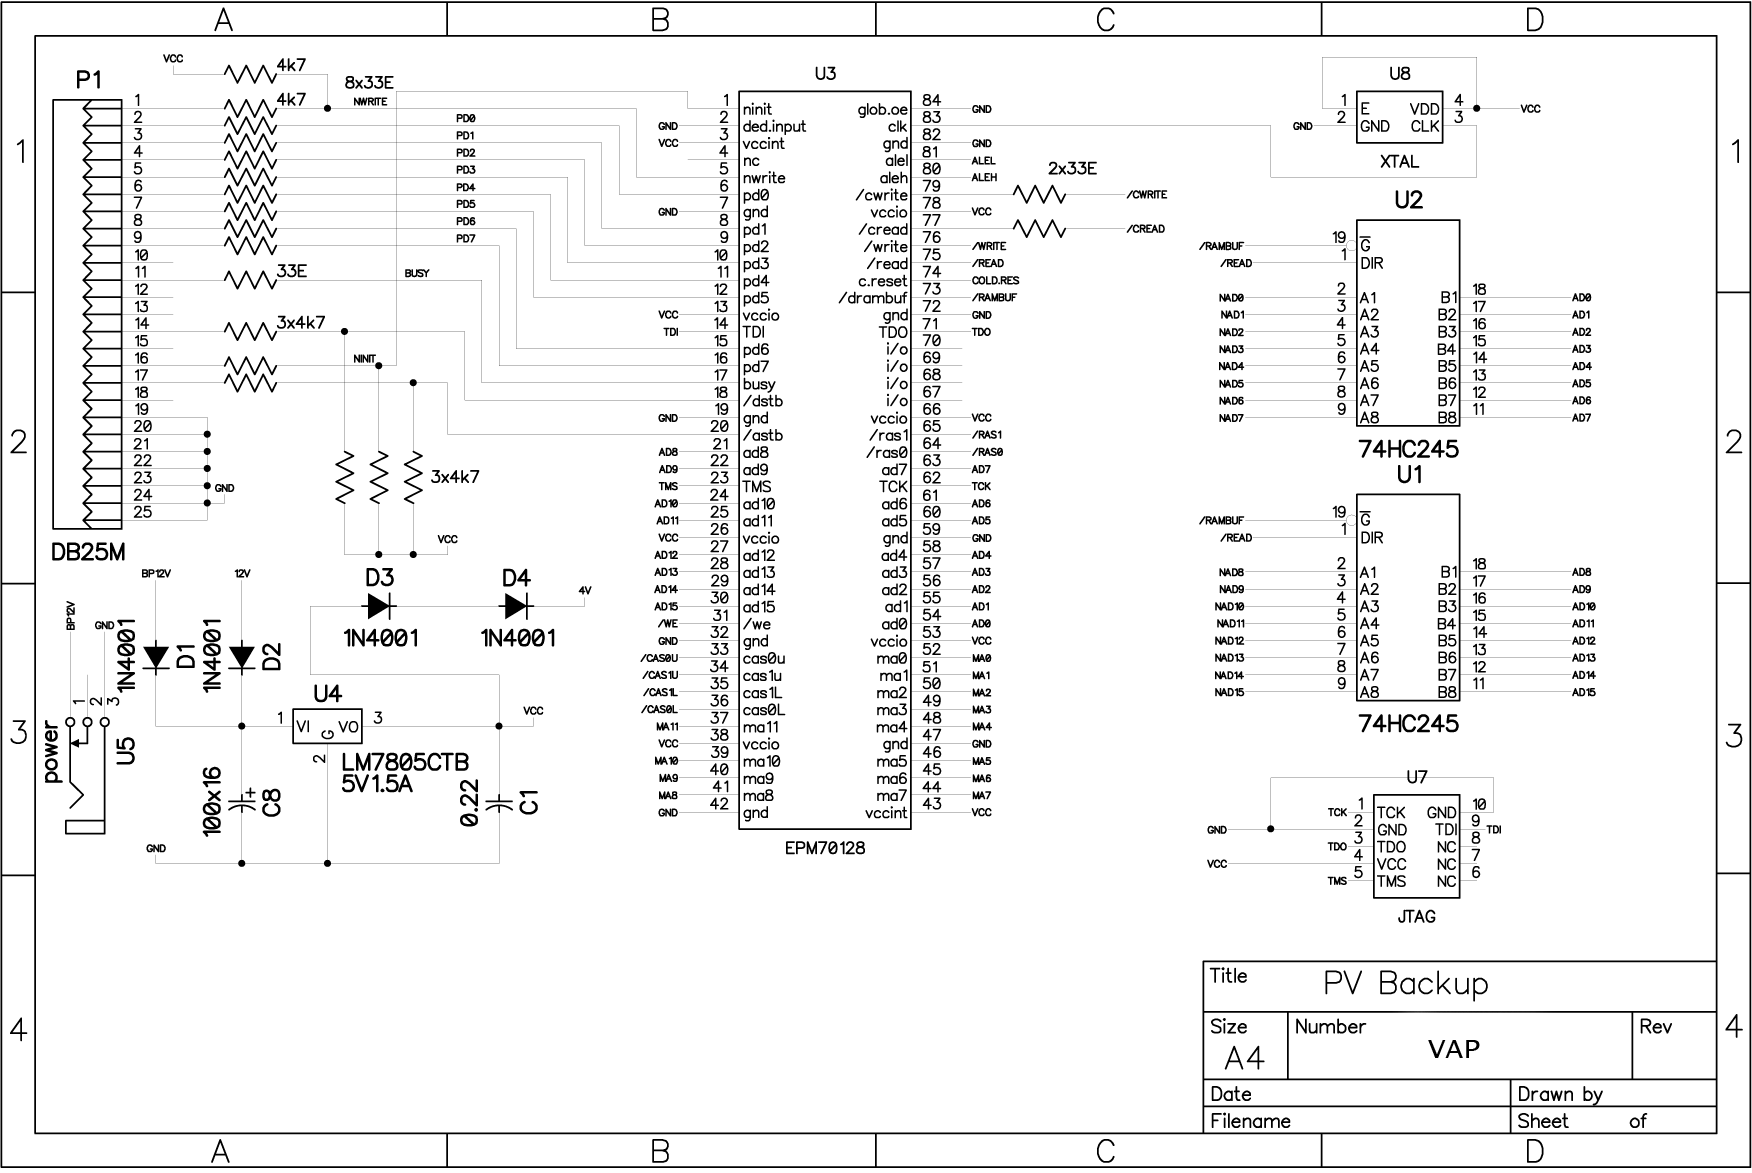 A B C D
1 2 3 4
1 2 3 4
P1
VCC
4k7
4k7
8x33E
NWRITE
1
2
3
4
5
6
7
8
9
10
11
12
13
14
15
16
17
18
19
20
21
22
23
24
25
DB25M
PD0
PD1
PD2
PD3
PD4
PD5
PD6
PD7
33E
BUSY
3x4k7
NINIT
3x4k7
GND
VCC
BP12V
12V
BP12V
GND
1N4001
D1
1N4001
D2
D3
1N4001
D4
1N4001
4V
power
1
2
3
U5
U4
1 VI VO 3
G
2
LM7805CTB
5V1.5A
VCC
100x16
+
C8
0.22
C1
GND
U3
1 ninit
GND 2 ded.input
VCC 3 vccint
4 nc
5 nwrite
6 pd0
GND 7 gnd
8 pd1
9 pd2
10 pd3
11 pd4
12 pd5
VCC 13 vccio
TDI 14 TDI
15 pd6
16 pd7
17 busy
18 /dstb
GND 19 gnd
20 /astb
AD8 21 ad8
AD9 22 ad9
TMS 23 TMS
AD10 24 ad10
AD11 25 ad11
VCC 26 vccio
AD12 27 ad12
AD13 28 ad13
AD14 29 ad14
AD15 30 ad15
/WE 31 /we
GND 32 gnd
/CAS0U 33 cas0u
/CAS1U 34 cas1u
/CAS1L 35 cas1L
/CAS0L 36 cas0L
MA11 37 ma11
VCC 38 vccio
MA10 39 ma10
MA9 40 ma9
MA8 41 ma8
GND 42 gnd
glob.oe 84 GND
clk 83
gnd 82 GND
alel 81 ALEL
aleh 80 ALEH
/cwrite 79 /CWRITE
vccio 78 VCC
/cread 77 /CREAD
/write 76 /WRITE
/read 75 /READ
c.reset 74 COLD.RES
/drambuf 73 /RAMBUF
gnd 72 GND
TDO 71 TDO
i/o 70
i/o 69
i/o 68
i/o 67
vccio 66 VCC
/ras1 65 /RAS1
/ras0 64 /RAS0
ad7 63 AD7
TCK 62 TCK
ad6 61 AD6
ad5 60 AD5
gnd 59 GND
ad4 58 AD4
ad3 57 AD3
ad2 56 AD2
ad1 55 AD1
ad0 54 AD0
vccio 53 VCC
ma0 52 MA0
ma1 51 MA1
ma2 50 MA2
ma3 49 MA3
ma4 48 MA4
gnd 47 GND
ma5 46 MA5
ma6 45 MA6
ma7 44 MA7
vccint 43 VCC
EPM70128
2x33E
U8
1 E VDD 4 VCC
GND 2 GND CLK 3
XTAL
U2
/RAMBUF 19 G
/READ 1 DIR
NAD0 2 A1 B1 18 AD0
NAD1 3 A2 B2 17 AD1
NAD2 4 A3 B3 16 AD2
NAD3 5 A4 B4 15 AD3
NAD4 6 A5 B5 14 AD4
NAD5 7 A6 B6 13 AD5
NAD6 8 A7 B7 12 AD6
NAD7 9 A8 B8 11 AD7
74HC245
U1
/RAMBUF 19 G
/READ 1 DIR
NAD8 2 A1 B1 18 AD8
NAD9 3 A2 B2 17 AD9
NAD10 4 A3 B3 16 AD10
NAD11 5 A4 B4 15 AD11
NAD12 6 A5 B5 14 AD12
NAD13 7 A6 B6 13 AD13
NAD14 8 A7 B7 12 AD14
NAD15 9 A8 B8 11 AD15
74HC245
U7
TCK 1 TCK GND 10
GND 2 GND TDI 9 TDI
TDO 3 TDO NC 8
VCC 4 VCC NC 7
TMS 5 TMS NC 6
JTAG
Title PV Backup
Size Number Rev
A4 VAP
Date Drawn by
Filename Sheet of
A B C D